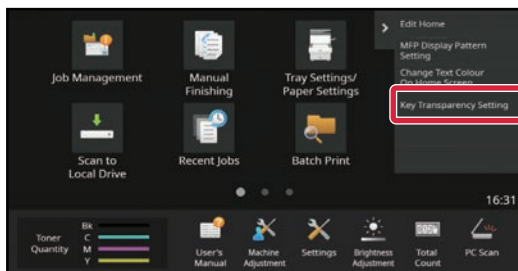 Edit Home
MFP Display Pattern
Setting
Change Text Colour
On Home Screen
Key Transparency Setting
Job Management
Manual
Finishing
Tray Settings/
Paper Settings
Scan to
Local Drive
Recent Jobs
Batch Print
16:31
Toner
Quantity
Bk
C
M
Y
User's
Manual
Machine
Adjustment
Settings
Brightness
Adjustment
Total
Count
PC Scan